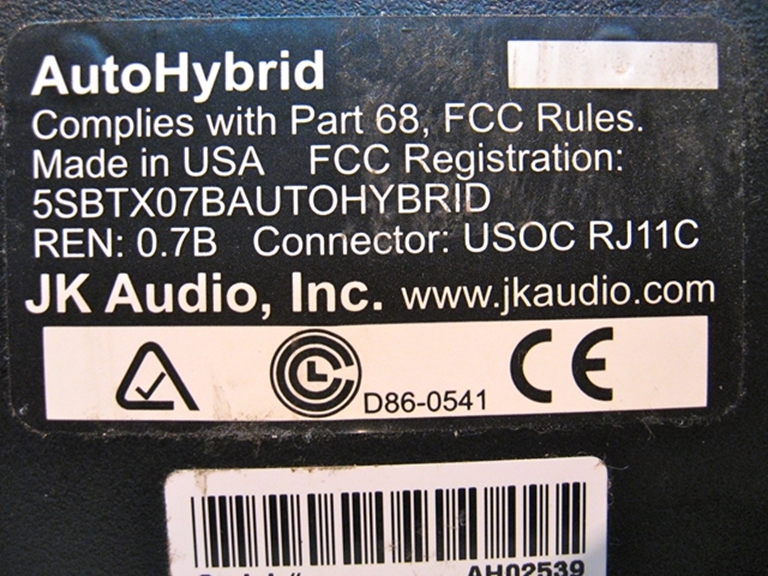 AutoHybrid
Complies with Part 68, FCC Rules.
Made in USA FCC Registration:
5SBTX07BAUTOHYBRID
REN: 0.7B Connector: USOC RJ11C
JK Audio, Inc. www.jkaudio.com
D86-0541 CE
AH02539